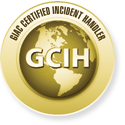 GIAC CERTIFIED INCIDENT HANDLER
GCIH